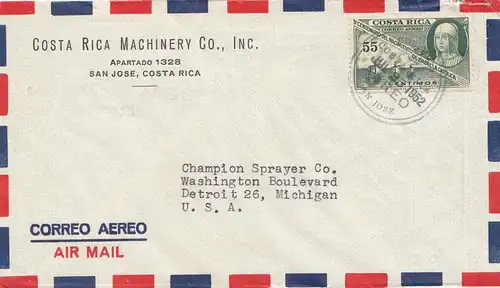 COSTA RICA MACHINERY CO., INC.
APARTADO 1328
SAN JOSE, COSTA RICA
COSTA RICA
CORREO AEREO
55
CENTIMOS
1952
SAN JOSE
Champion Sprayer Co.
Washington Boulevard
Detroit 26, Michigan
U. S. A.
CORREO AEREO
AIR MAIL